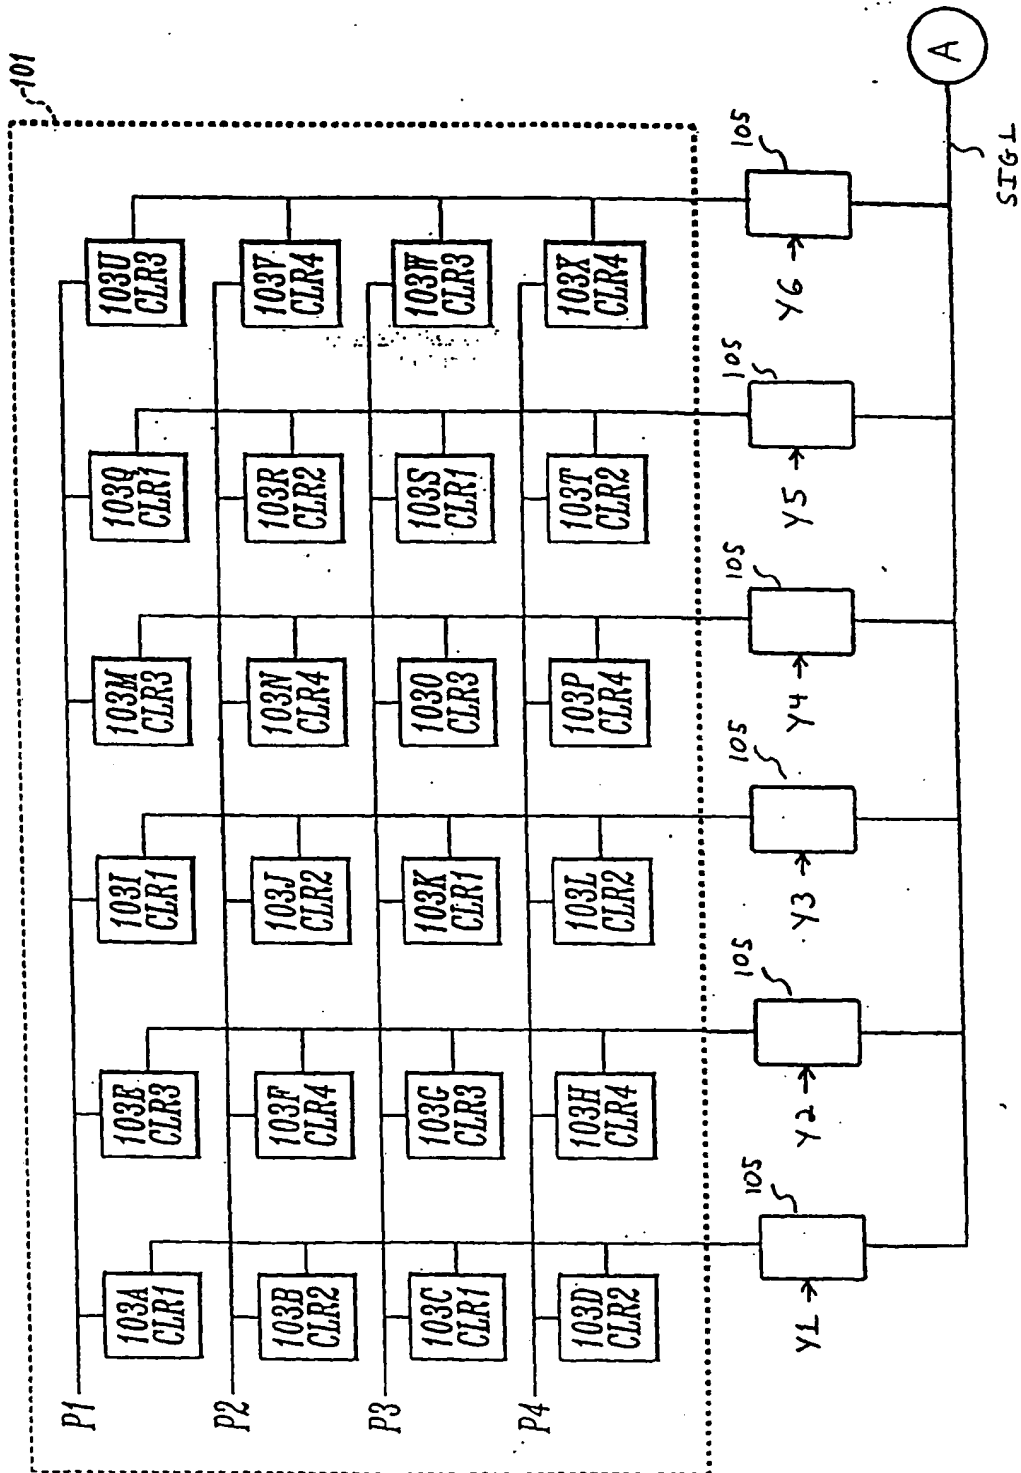 101
P1
103A 103E 103I 103M 103Q 103U
CLR1 CLR3 CLR1 CLR3 CLR1 CLR3
P2
103B 103F 103J 103N 103R 103V
CLR2 CLR4 CLR2 CLR4 CLR2 CLR4
P3
103C 103G 103K 103O 103S 103W
CLR1 CLR3 CLR1 CLR3 CLR1 CLR3
P4
103D 103H 103L 103P 103T 103X
CLR2 CLR4 CLR2 CLR4 CLR2 CLR4
105 105 105 105 105 105
Y1 Y2 Y3 Y4 Y5 Y6
A
SIG1